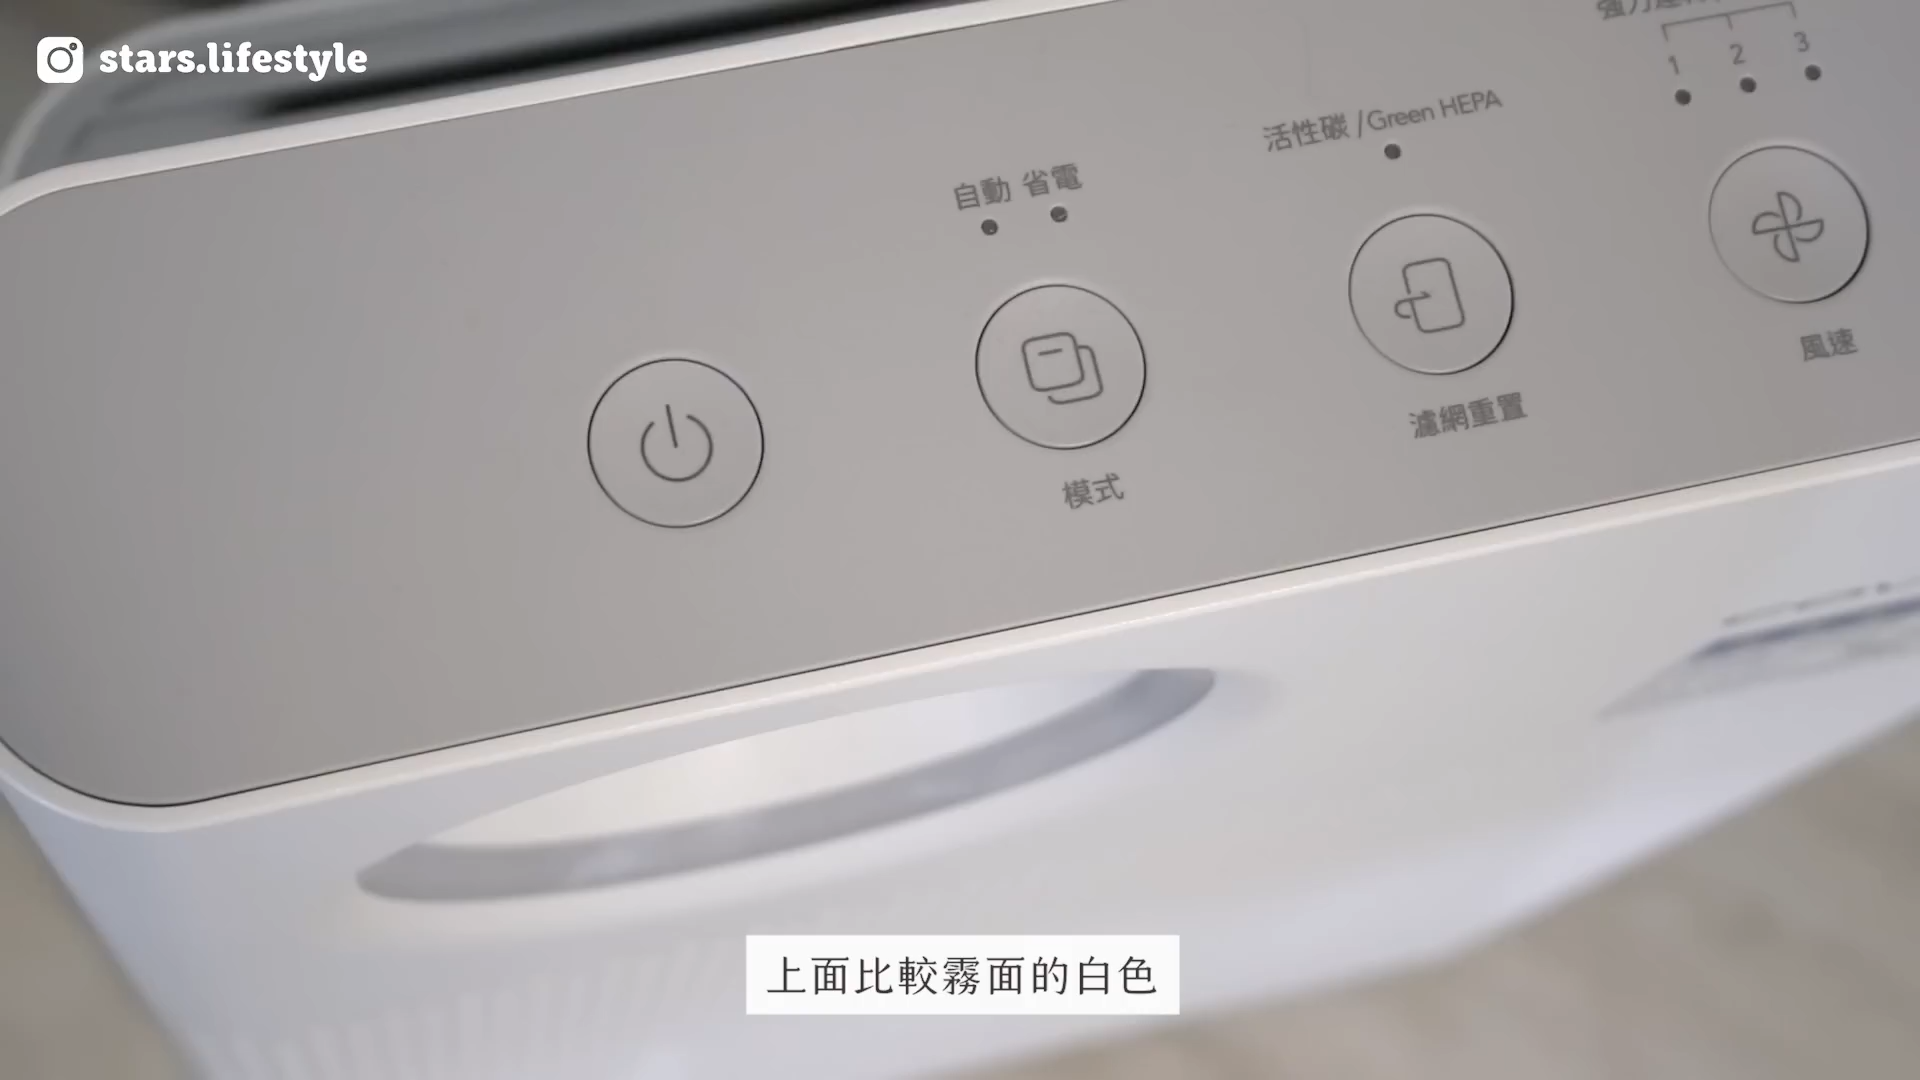 stars.lifestyle
1 2 3
活性碳/Green HEPA
自動 省電
風速
濾網重置
模式
上面比較霧面的白色